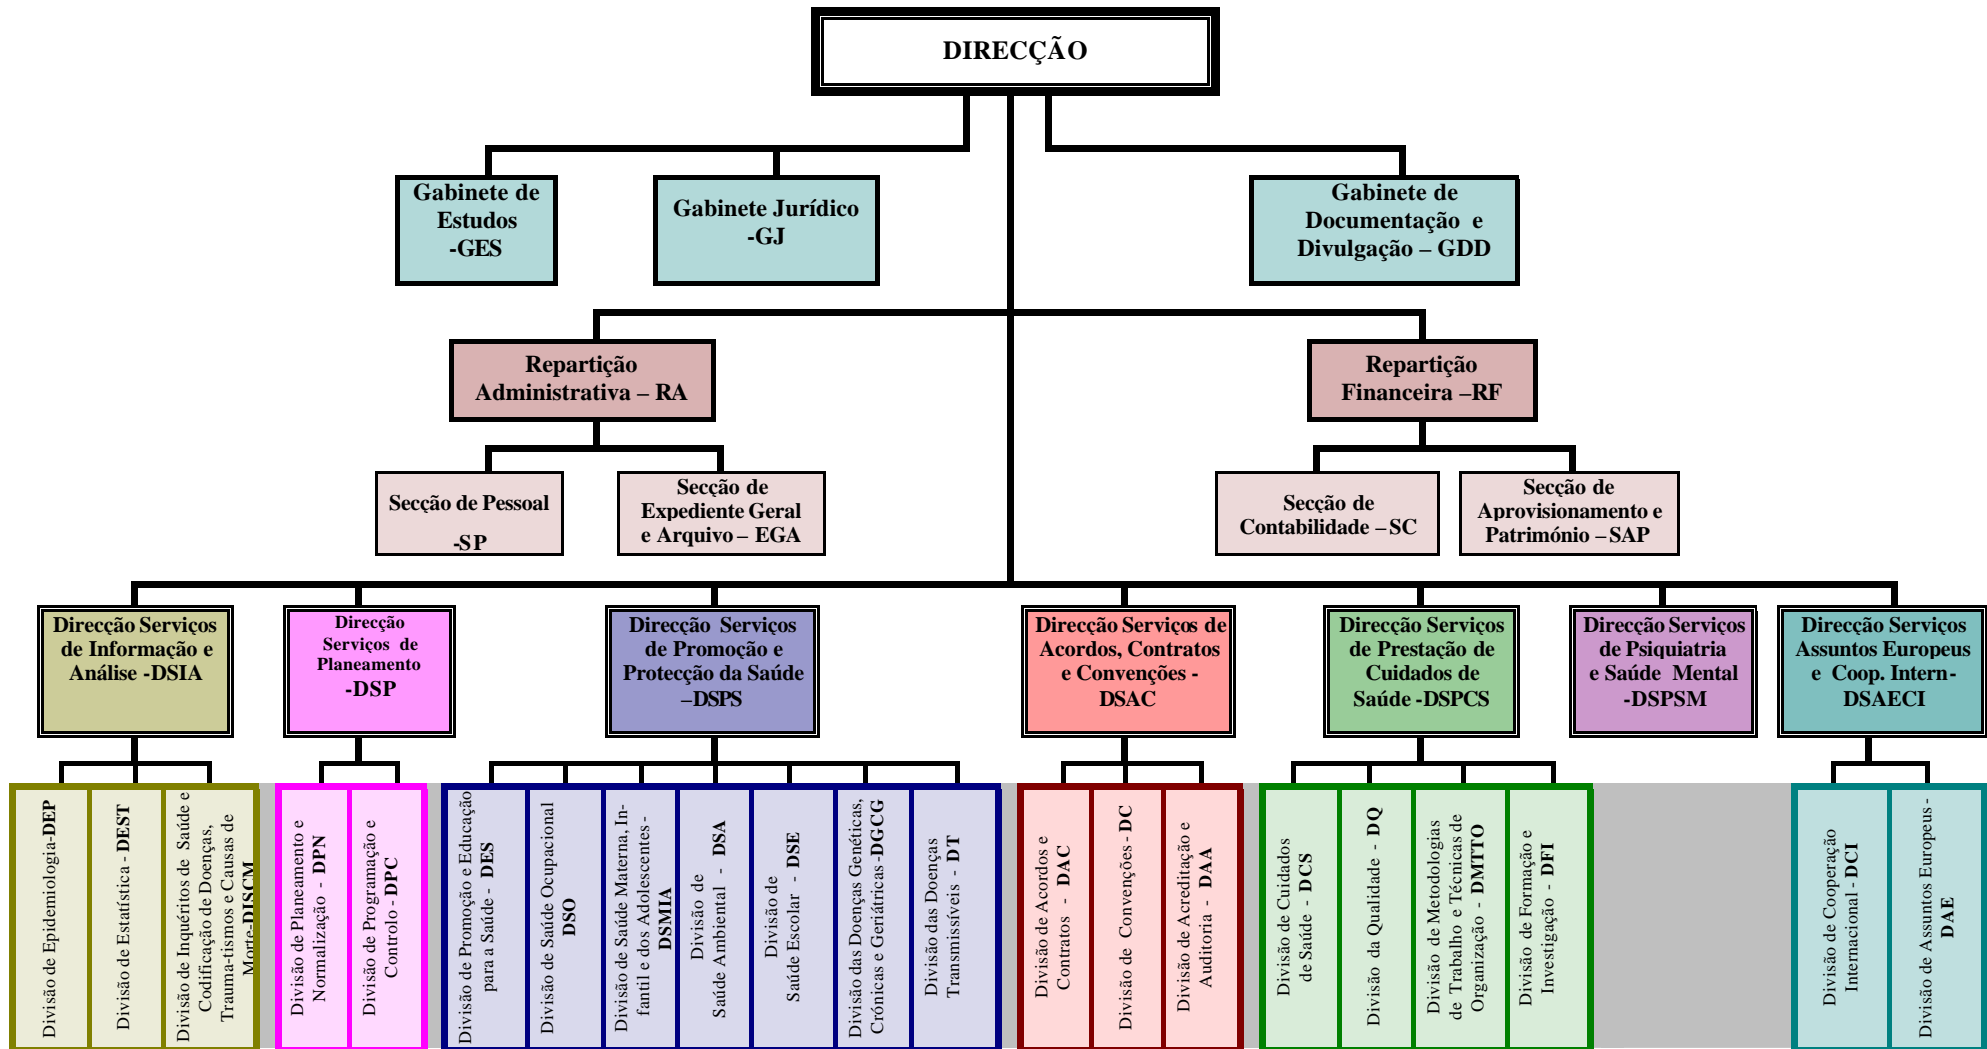 DIRECÇÃO
Gabinete de
Estudos
-GES
Gabinete Jurídico
-GJ
Gabinete de
Documentação e
Divulgação – GDD
Repartição
Administrativa – RA
Repartição
Financeira –RF
Secção de Pessoal
-SP
Secção de
Expediente Geral
e Arquivo – EGA
Secção de
Contabilidade – SC
Secção de
Aprovisionamento e
Património – SAP
Direcção Serviços
de Informação e
Análise -DSIA
Direcção
Serviços de
Planeamento
-DSP
Direcção Serviços
de Promoção e
Protecção da Saúde
–DSPS
Direcção Serviços de
Acordos, Contratos
e Convenções -
DSAC
Direcção Serviços
de Prestação de
Cuidados de
Saúde -DSPCS
Direcção Serviços
de Psiquiatria
e Saúde Mental
-DSPSM
Direcção Serviços
Assuntos Europeus
e Coop. Intern-
DSAECI
Divisão de Epidemiologia-DEP
Divisão de Estatística - DEST
Divisão de Inquéritos de Saúde e
Codificação de Doenças,
Trauma-tismos e Causas de
Morte-DISCM
Divisão de Planeamento e
Normalização - DPN
Divisão de Programação e
Controlo - DPC
Divisão de Promoção e Educação
para a Saúde - DES
Divisão de Saúde Ocupacional
DSO
Divisão de Saúde Materna, In-
fantil e dos Adolescentes -
DSMIA
Divisão de
Saúde Ambiental - DSA
Divisão de
Saúde Escolar - DSE
Divisão das Doenças Genéticas,
Crónicas e Geriátricas -DGCG
Divisão das Doenças
Transmissíveis - DT
Divisão de Acordos e
Contratos - DAC
Divisão de Convenções - DC
Divisão de Acreditação e
Auditoria - DAA
Divisão de Cuidados
de Saúde - DCS
Divisão da Qualidade - DQ
Divisão de Metodologias
de Trabalho e Técnicas de
Organização - DMTTO
Divisão de Formação e
Investigação - DFI
Divisão de Cooperação
Internacional - DCI
Divisão de Assuntos Europeus -
DAE